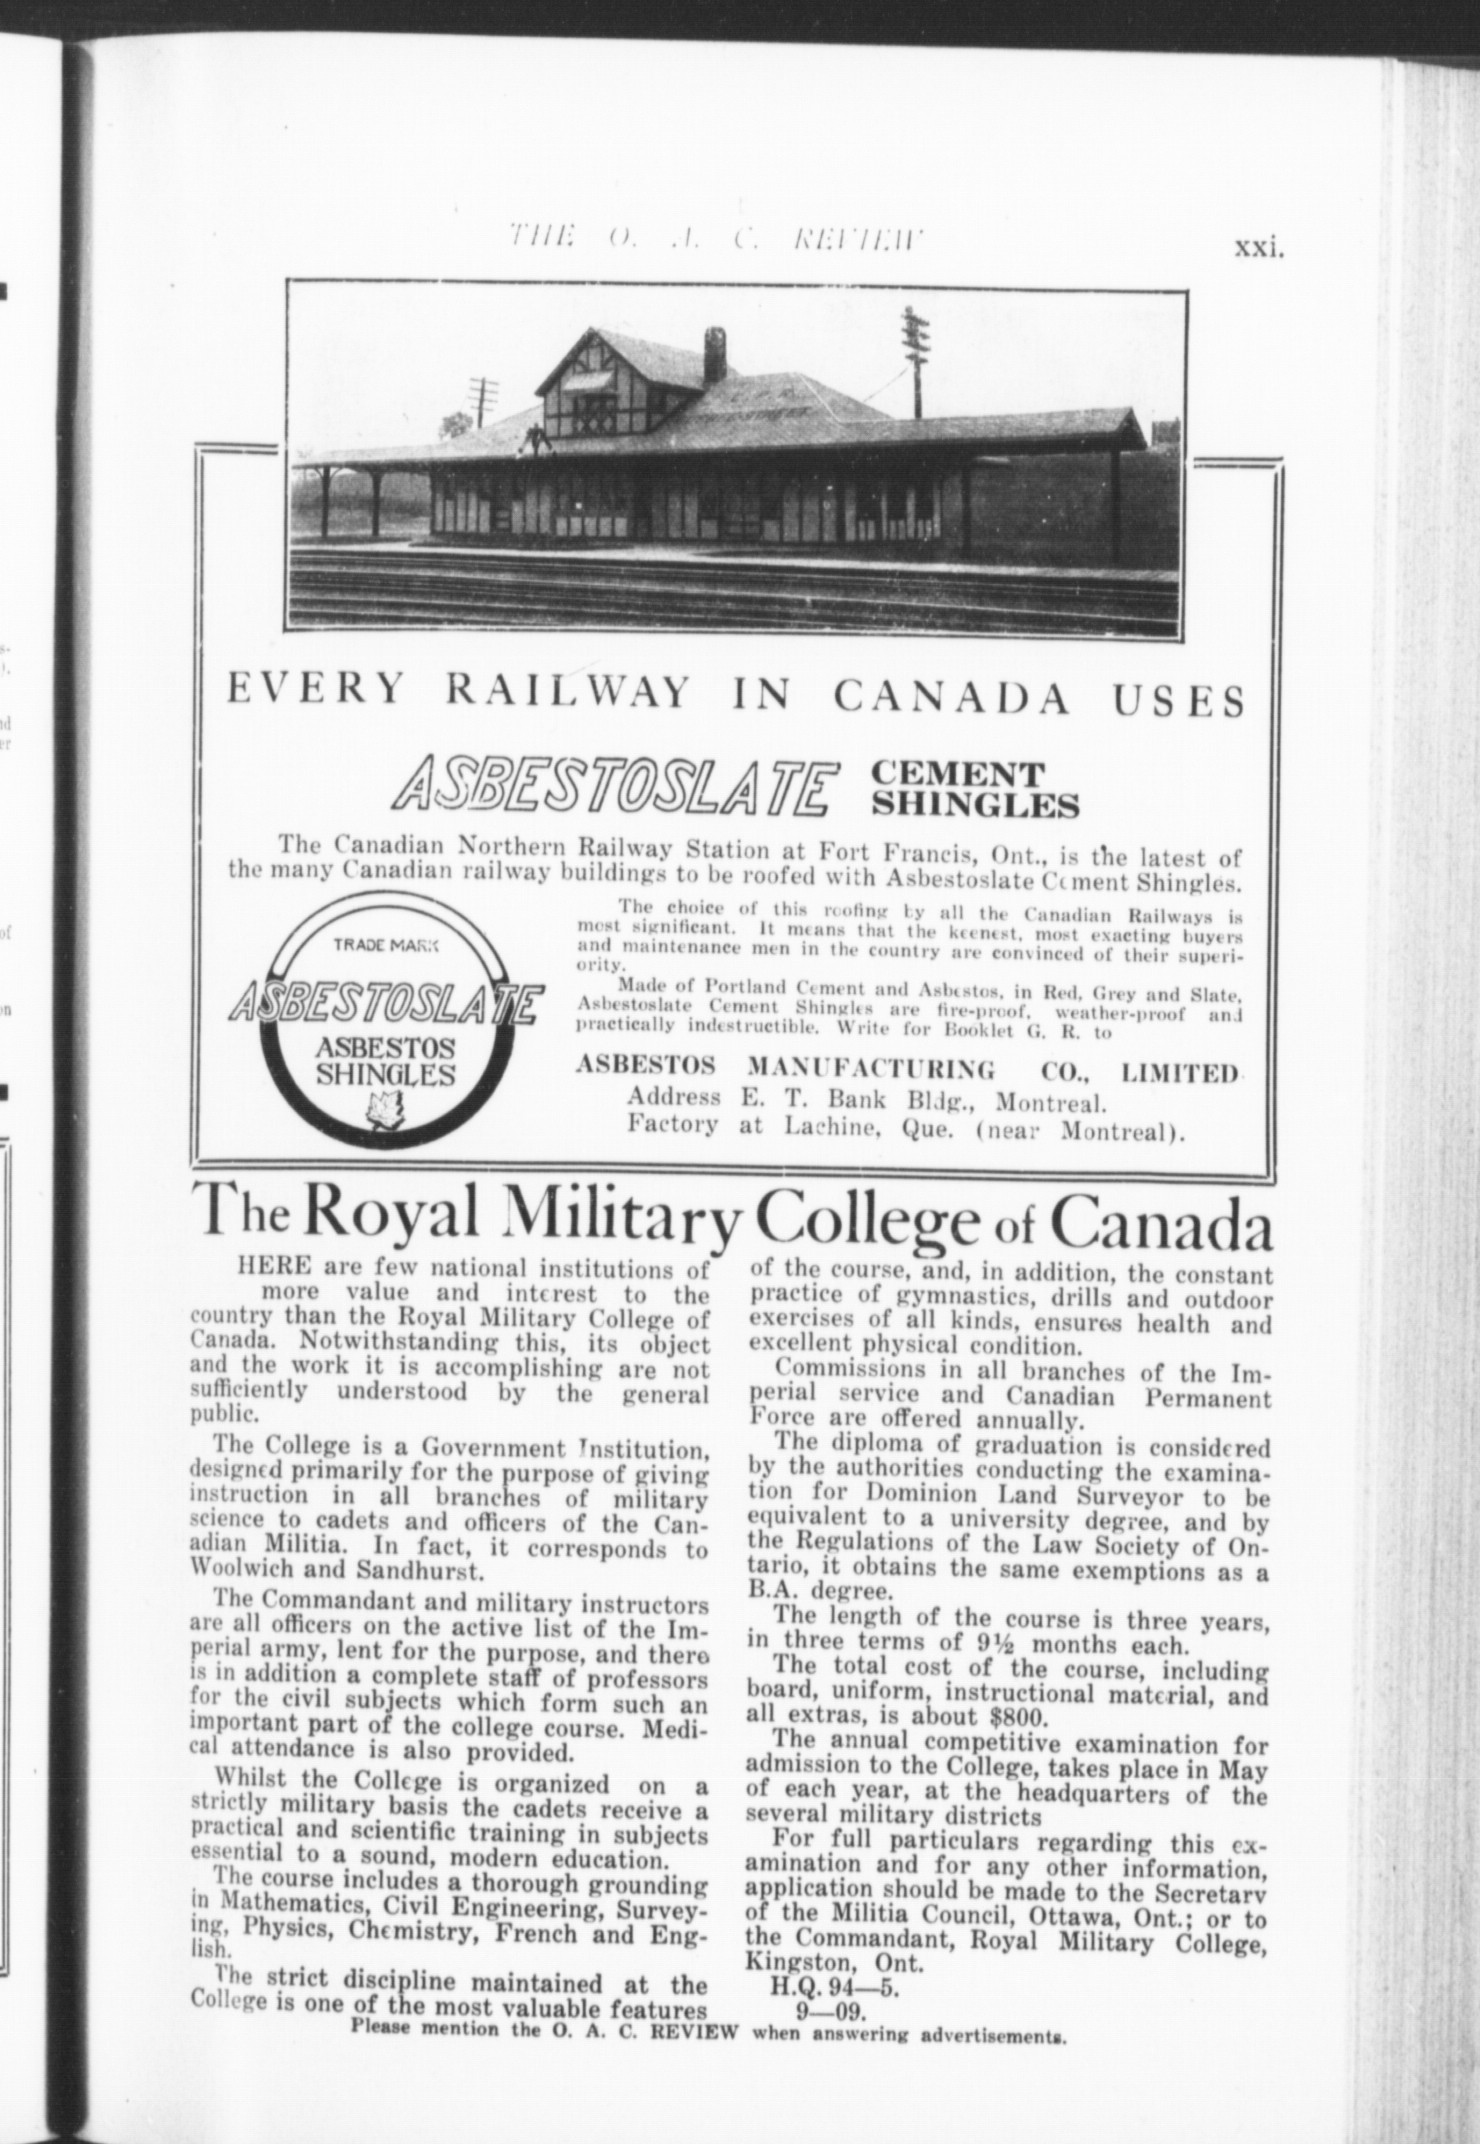 THE O. A. C. REVIEW
xxi.
EVERY RAILWAY IN CANADA USES
ASBESTOSLATE CEMENT SHINGLES
The Canadian Northern Railway Station at Fort Francis, Ont., is the latest of
the many Canadian railway buildings to be roofed with Asbestoslate Cement Shingles.
TRADE MARK
ASBESTOSLATE
ASBESTOS
SHINGLES
The choice of this roofing by all the Canadian Railways is
most significant. It means that the keenest, most exacting buyers
and maintenance men in the country are convinced of their superi-
ority.
Made of Portland Cement and Asbestos, in Red, Grey and Slate,
Asbestoslate Cement Shingles are fire-proof, weather-proof and
practically indestructible. Write for Booklet G. R. to
ASBESTOS MANUFACTURING CO., LIMITED
Address E. T. Bank Bldg., Montreal.
Factory at Lachine, Que. (near Montreal).
The Royal Military College of Canada
HERE are few national institutions of
more value and interest to the
country than the Royal Military College of
Canada. Notwithstanding this, its object
and the work it is accomplishing are not
sufficiently understood by the general
public.
The College is a Government Institution,
designed primarily for the purpose of giving
instruction in all branches of military
science to cadets and officers of the Can-
adian Militia. In fact, it corresponds to
Woolwich and Sandhurst.
The Commandant and military instructors
are all officers on the active list of the Im-
perial army, lent for the purpose, and there
is in addition a complete staff of professors
for the civil subjects which form such an
important part of the college course. Medi-
cal attendance is also provided.
Whilst the College is organized on a
strictly military basis the cadets receive a
practical and scientific training in subjects
essential to a sound, modern education.
The course includes a thorough grounding
in Mathematics, Civil Engineering, Survey-
ing, Physics, Chemistry, French and Eng-
lish.
The strict discipline maintained at the
College is one of the most valuable features
of the course, and, in addition, the constant
practice of gymnastics, drills and outdoor
exercises of all kinds, ensures health and
excellent physical condition.
Commissions in all branches of the Im-
perial service and Canadian Permanent
Force are offered annually.
The diploma of graduation is considered
by the authorities conducting the examina-
tion for Dominion Land Surveyor to be
equivalent to a university degree, and by
the Regulations of the Law Society of On-
tario, it obtains the same exemptions as a
B.A. degree.
The length of the course is three years,
in three terms of 9½ months each.
The total cost of the course, including
board, uniform, instructional material, and
all extras, is about $800.
The annual competitive examination for
admission to the College, takes place in May
of each year, at the headquarters of the
several military districts
For full particulars regarding this ex-
amination and for any other information,
application should be made to the Secretary
of the Militia Council, Ottawa, Ont.; or to
the Commandant, Royal Military College,
Kingston, Ont.
H.Q. 94—5.
9—09.
Please mention the O. A. C. REVIEW when answering advertisements.